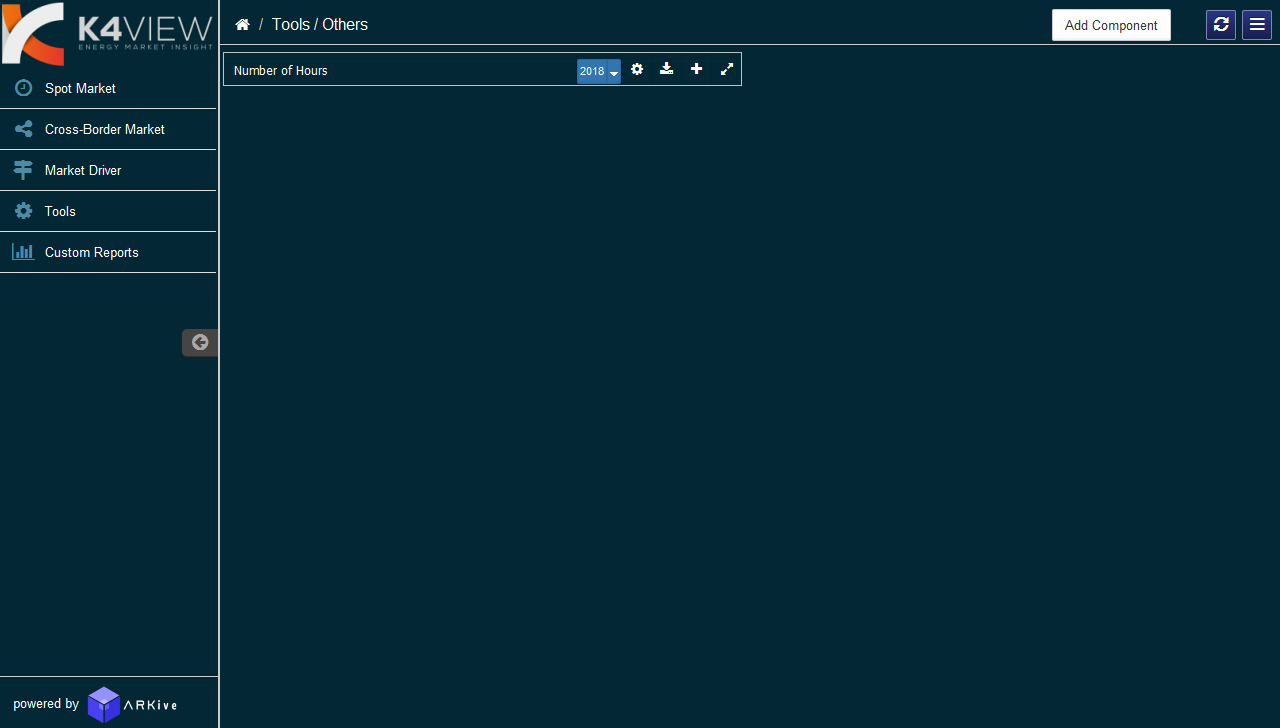 K4VIEW
ENERGY MARKET INSIGHT
/ Tools / Others
Add Component
Number of Hours
2018
Spot Market
Cross-Border Market
Market Driver
Tools
Custom Reports
powered by ARKive